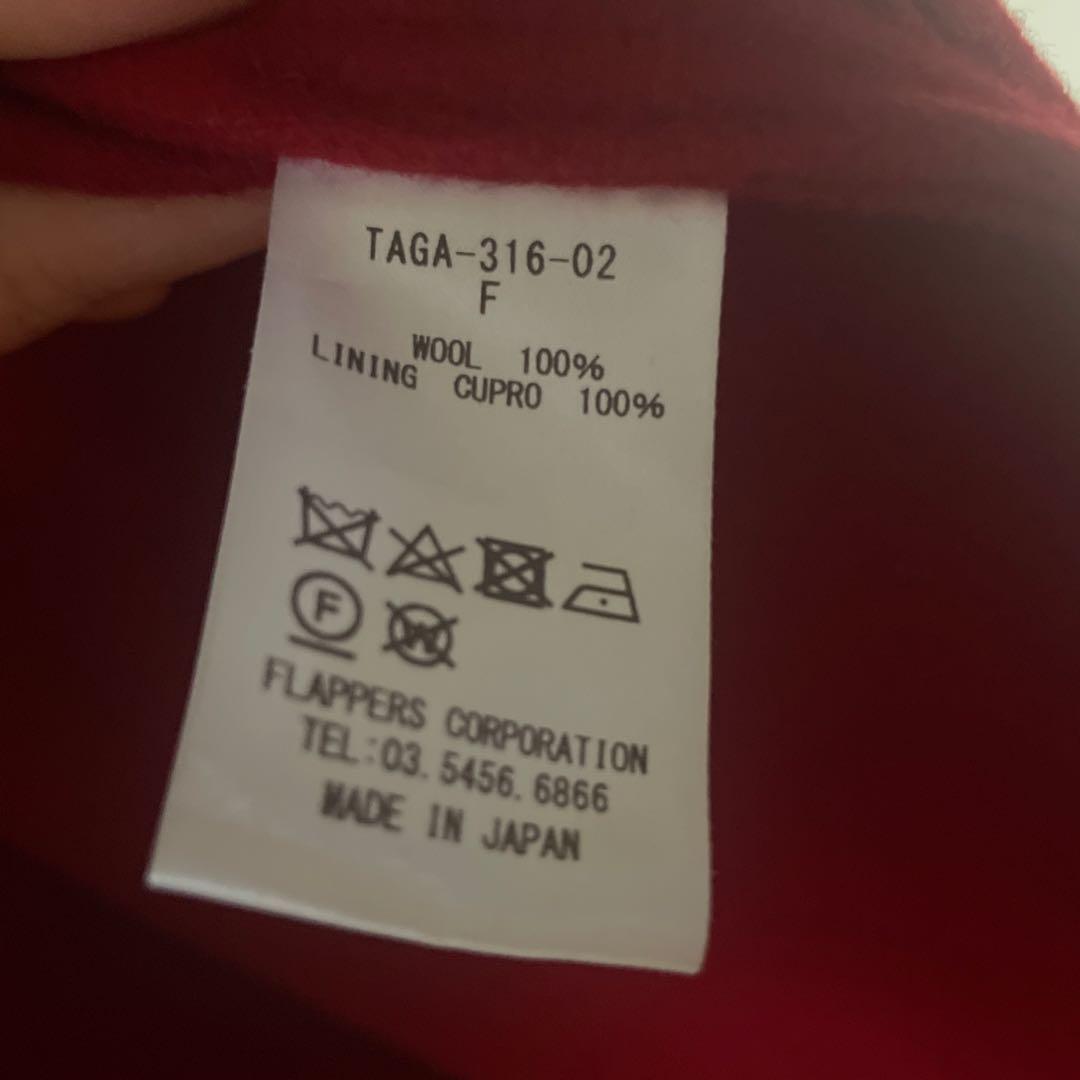 TAGA-316-02
F
WOOL 100%
LINING CUPRO 100%
F W
FLAPPERS CORPORATION
TEL:03.5456.6866
MADE IN JAPAN